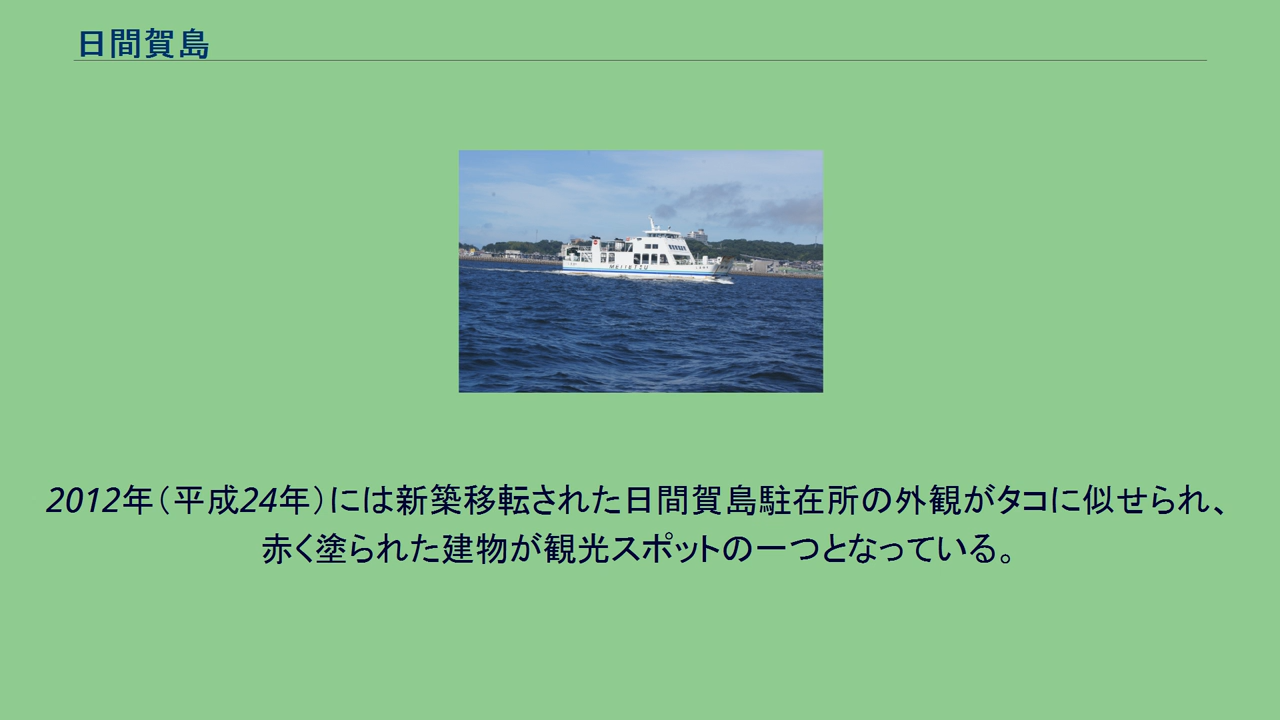 日間賀島
MEITETSU
2012年（平成24年）には新築移転された日間賀島駐在所の外観がタコに似せられ、
赤く塗られた建物が観光スポットの一つとなっている。